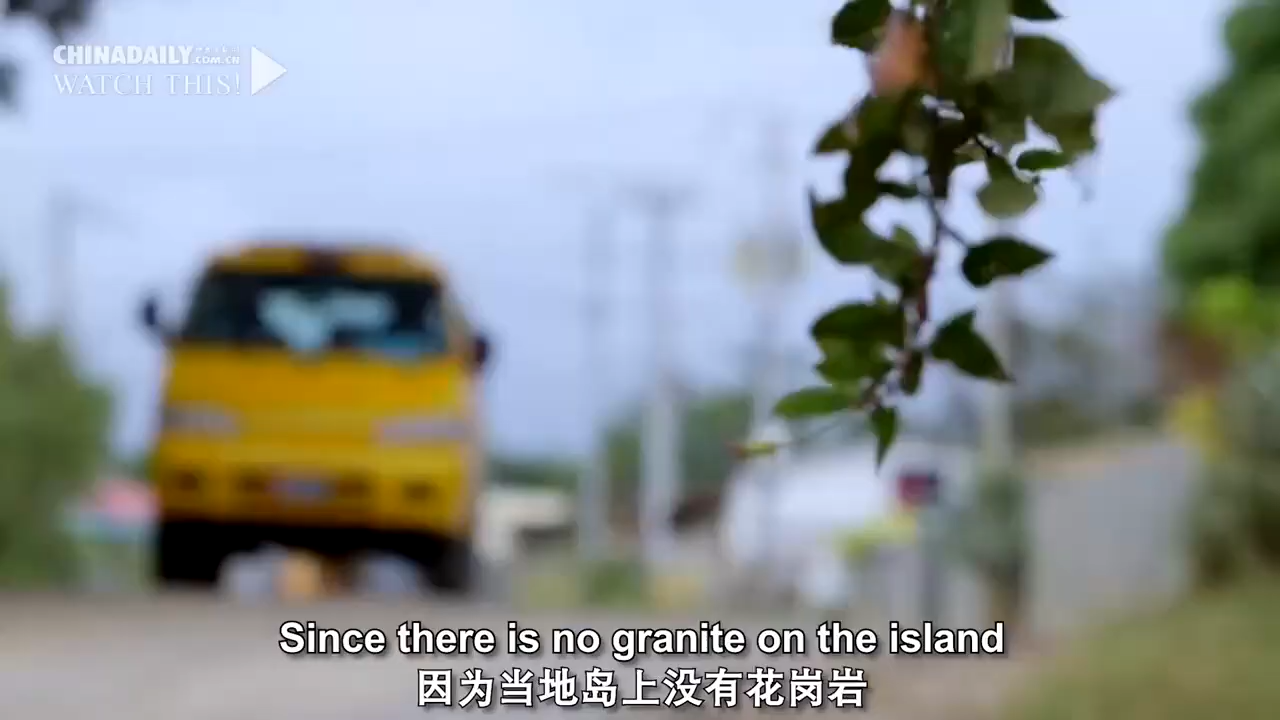 CHINADAILY
.COM.CN
WATCH THIS!
Since there is no granite on the island
因为当地岛上没有花岗岩